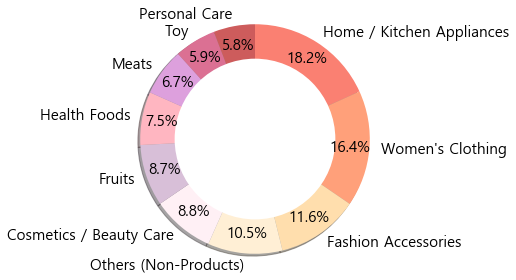 Personal Care
Toy
5.8%
Home / Kitchen Appliances
5.9%
18.2%
Meats
6.7%
Health Foods
7.5%
16.4%
Women's Clothing
Fruits
8.7%
8.8%
11.6%
Cosmetics / Beauty Care
10.5%
Fashion Accessories
Others (Non-Products)